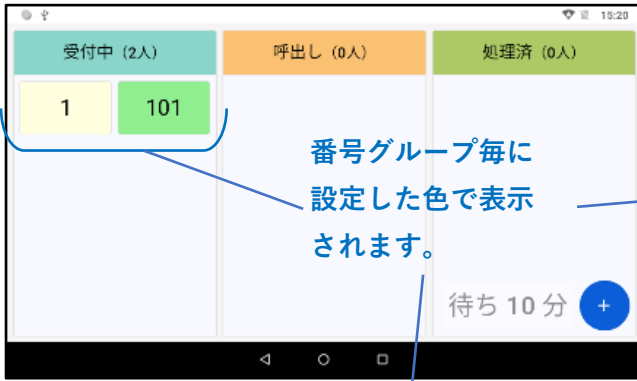 15:20
受付中（2人）
呼出し（0人）
処理済（0人）
1
101
番号グループ毎に
設定した色で表示
されます。
待ち 10 分
+